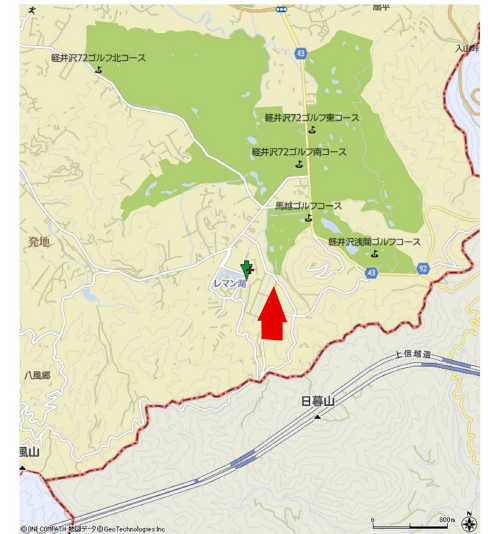 扇平
43
入山峠
軽井沢72ゴルフ北コース
軽井沢72ゴルフ東コース
軽井沢72ゴルフ南コース
馬越ゴルフコース
発地
軽井沢浅間ゴルフコース
43
92
レマン湖
上信越道
八風郷
日暮山
風山
800m
0
©ONE COMPATH 地図データ©GeoTechnologies Inc.